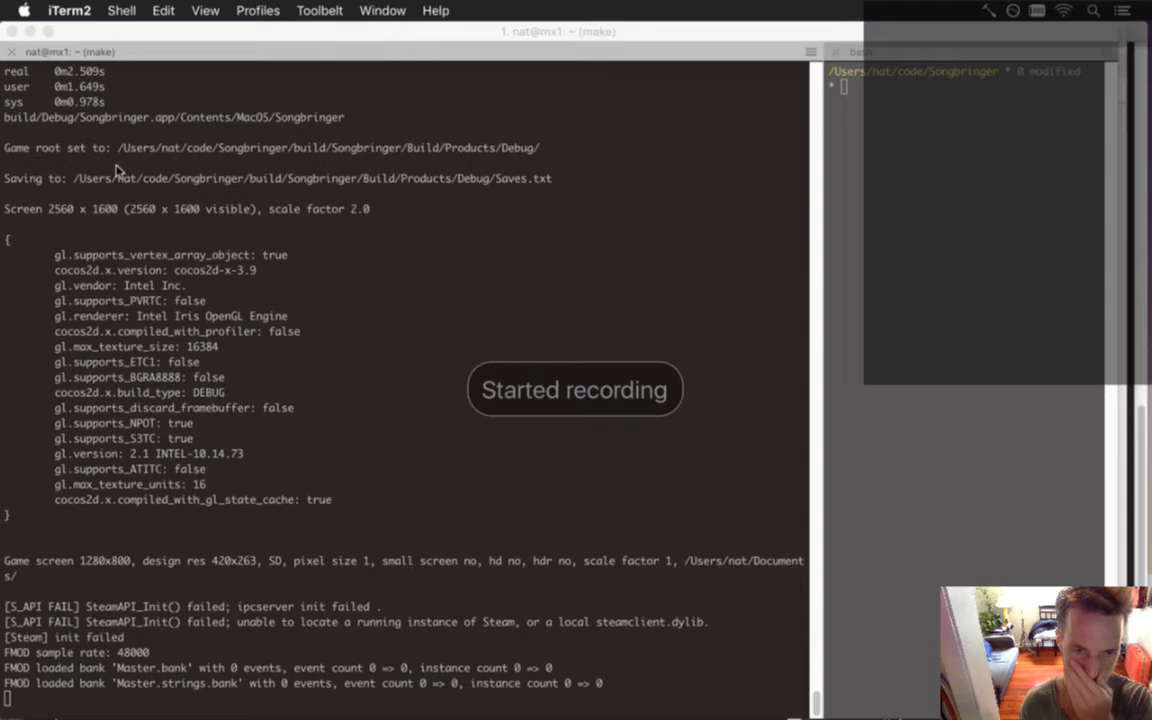 iTerm2 Shell Edit View Profiles Toolbelt Window Help
1. nat@mx1: ~ (make)
nat@mx1: ~ (make)
bash
real 0m2.509s
user 0m1.649s
sys 0m0.978s
build/Debug/Songbringer.app/Contents/MacOS/Songbringer
Game root set to: /Users/nat/code/Songbringer/build/Songbringer/Build/Products/Debug/
Saving to: /Users/nat/code/Songbringer/build/Songbringer/Build/Products/Debug/Saves.txt
Screen 2560 x 1600 (2560 x 1600 visible), scale factor 2.0
{
gl.supports_vertex_array_object: true
cocos2d.x.version: cocos2d-x-3.9
gl.vendor: Intel Inc.
gl.supports_PVRTC: false
gl.renderer: Intel Iris OpenGL Engine
cocos2d.x.compiled_with_profiler: false
gl.max_texture_size: 16384
gl.supports_ETC1: false
gl.supports_BGRA8888: false
cocos2d.x.build_type: DEBUG
gl.supports_discard_framebuffer: false
gl.supports_NPOT: true
gl.supports_S3TC: true
gl.version: 2.1 INTEL-10.14.73
gl.supports_ATITC: false
gl.max_texture_units: 16
cocos2d.x.compiled_with_gl_state_cache: true
}
Game screen 1280x800, design res 420x263, SD, pixel size 1, small screen no, hd no, hdr no, scale factor 1, /Users/nat/Document
s/
[S_API FAIL] SteamAPI_Init() failed; ipcserver init failed .
[S_API FAIL] SteamAPI_Init() failed; unable to locate a running instance of Steam, or a local steamclient.dylib.
[Steam] init failed
FMOD sample rate: 48000
FMOD loaded bank 'Master.bank' with 0 events, event count 0 => 0, instance count 0 => 0
FMOD loaded bank 'Master.strings.bank' with 0 events, event count 0 => 0, instance count 0 => 0
/Users/nat/code/Songbringer * 0 modified
*
Started recording